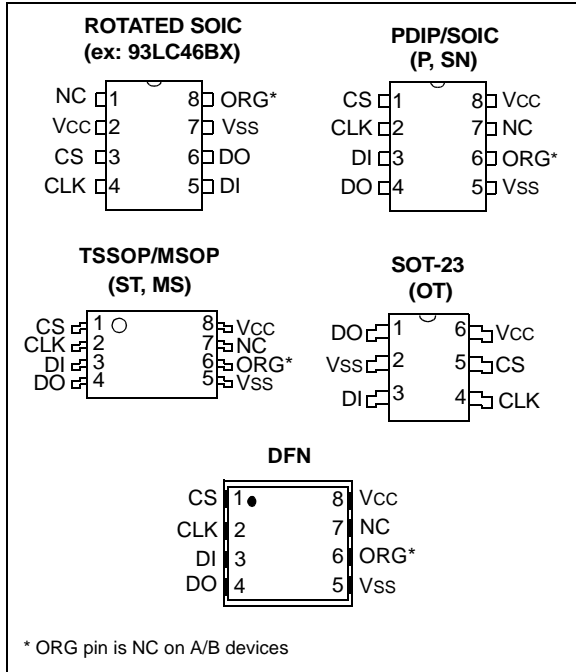 ROTATED SOIC
(ex: 93LC46BX)
NC 1 8 ORG*
VCC 2 7 VSS
CS 3 6 DO
CLK 4 5 DI
PDIP/SOIC
(P, SN)
CS 1 8 VCC
CLK 2 7 NC
DI 3 6 ORG*
DO 4 5 VSS
TSSOP/MSOP
(ST, MS)
CS 1 8 VCC
CLK 2 7 NC
DI 3 6 ORG*
DO 4 5 VSS
SOT-23
(OT)
DO 1 6 VCC
VSS 2 5 CS
DI 3 4 CLK
DFN
CS 1 8 VCC
CLK 2 7 NC
DI 3 6 ORG*
DO 4 5 VSS
* ORG pin is NC on A/B devices